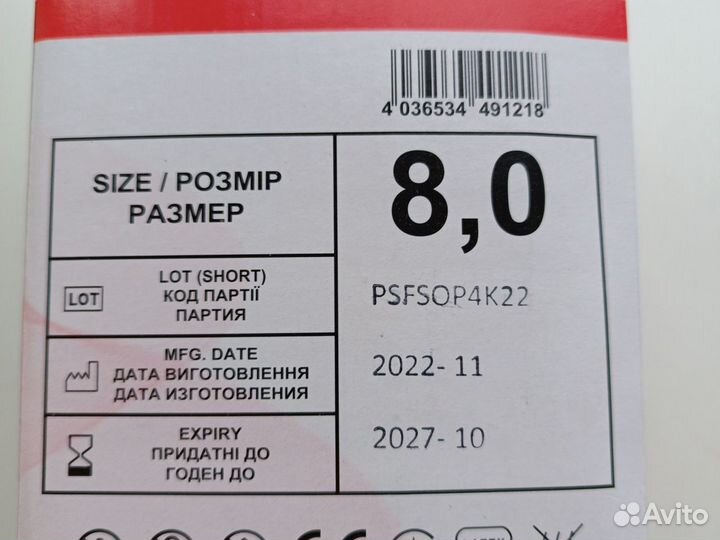 4 036534 491218
SIZE / РОЗМІР
РАЗМЕР
8,0
LOT
LOT (SHORT)
КОД ПАРТІЇ
ПАРТИЯ
PSFSOP4K22
MFG. DATE
ДАТА ВИГОТОВЛЕННЯ
ДАТА ИЗГОТОВЛЕНИЯ
2022- 11
EXPIRY
ПРИДАТНІ ДО
ГОДЕН ДО
2027- 10
Avito